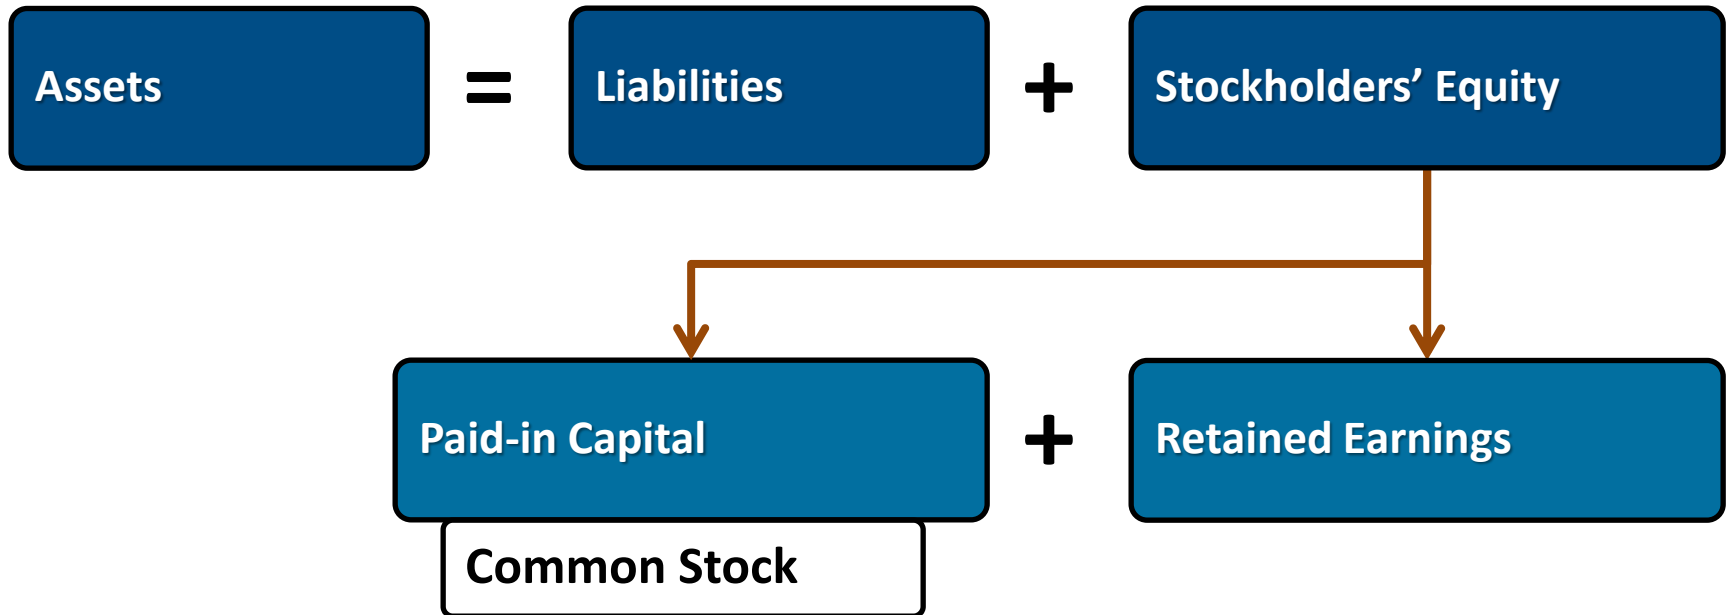 Assets = Liabilities + Stockholders’ Equity
Paid-in Capital + Retained Earnings
Common Stock